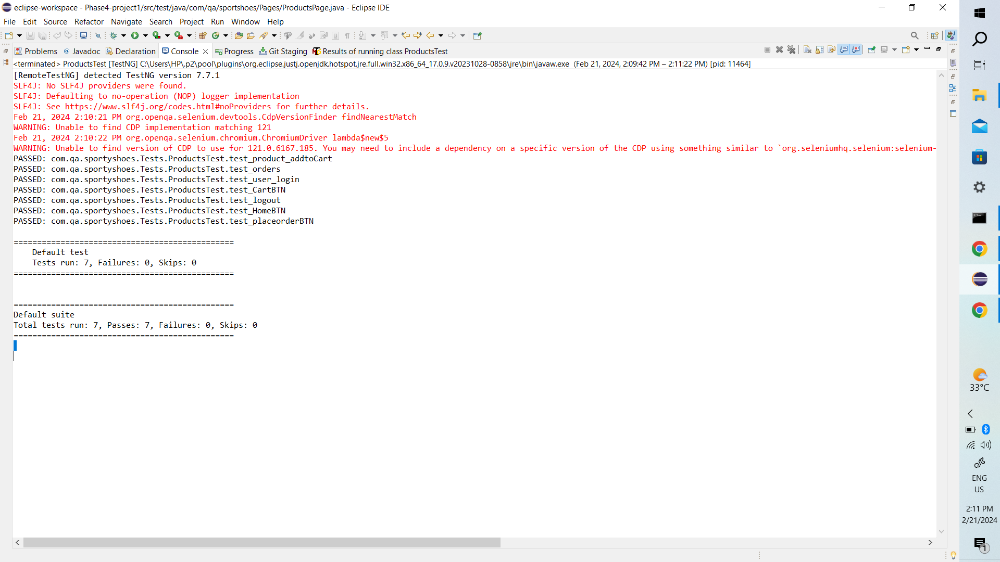 eclipse-workspace - Phase4-project1/src/test/java/com/qa/sportshoes/Pages/ProductsPage.java - Eclipse IDE
File Edit Source Refactor Navigate Search Project Run Window Help
Problems Javadoc Declaration Console Progress Git Staging Results of running class ProductsTest
<terminated> ProductsTest [TestNG] C:\Users\HP\.p2\pool\plugins\org.eclipse.justj.openjdk.hotspot.jre.full.win32.x86_64_17.0.9.v20231028-0858\jre\bin\javaw.exe (Feb 21, 2024, 2:09:42 PM – 2:11:22 PM) [pid: 11464]
[RemoteTestNG] detected TestNG version 7.7.1
SLF4J: No SLF4J providers were found.
SLF4J: Defaulting to no-operation (NOP) logger implementation
SLF4J: See https://www.slf4j.org/codes.html#noProviders for further details.
Feb 21, 2024 2:10:21 PM org.openqa.selenium.devtools.CdpVersionFinder findNearestMatch
WARNING: Unable to find CDP implementation matching 121
Feb 21, 2024 2:10:22 PM org.openqa.selenium.chromium.ChromiumDriver lambda$new$5
WARNING: Unable to find version of CDP to use for 121.0.6167.185. You may need to include a dependency on a specific version of the CDP using something similar to `org.seleniumhq.selenium:selenium-
PASSED: com.qa.sportyshoes.Tests.ProductsTest.test_product_addtoCart
PASSED: com.qa.sportyshoes.Tests.ProductsTest.test_orders
PASSED: com.qa.sportyshoes.Tests.ProductsTest.test_user_login
PASSED: com.qa.sportyshoes.Tests.ProductsTest.test_CartBTN
PASSED: com.qa.sportyshoes.Tests.ProductsTest.test_logout
PASSED: com.qa.sportyshoes.Tests.ProductsTest.test_HomeBTN
PASSED: com.qa.sportyshoes.Tests.ProductsTest.test_placeorderBTN
===============================================
Default test
Tests run: 7, Failures: 0, Skips: 0
===============================================
===============================================
Default suite
Total tests run: 7, Passes: 7, Failures: 0, Skips: 0
===============================================
33°C
ENG
US
2:11 PM
2/21/2024
1